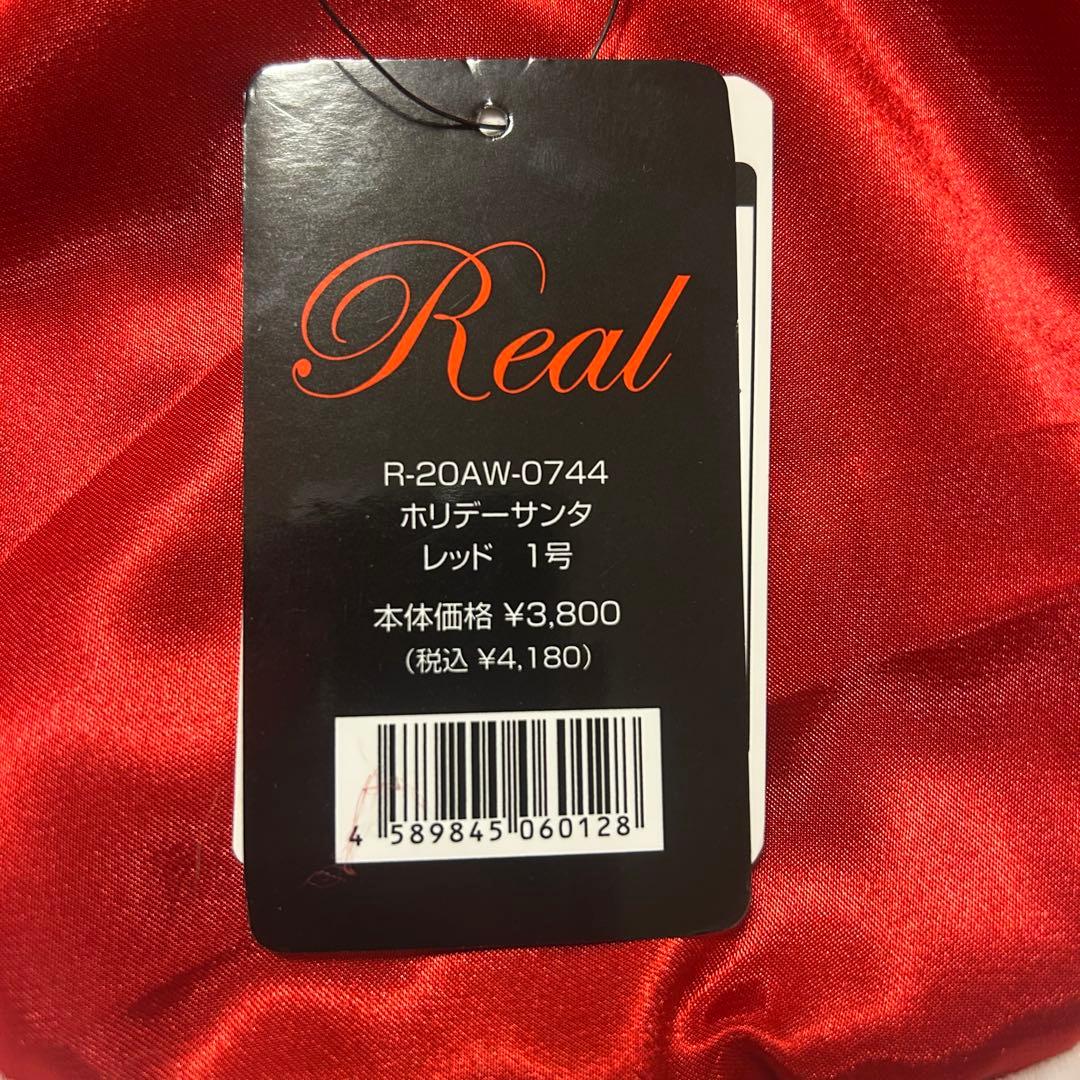 Real
R-20AW-0744
ホリデーサンタ
レッド 1号
本体価格 ¥3,800
(税込 ¥4,180)
4 589845 060128